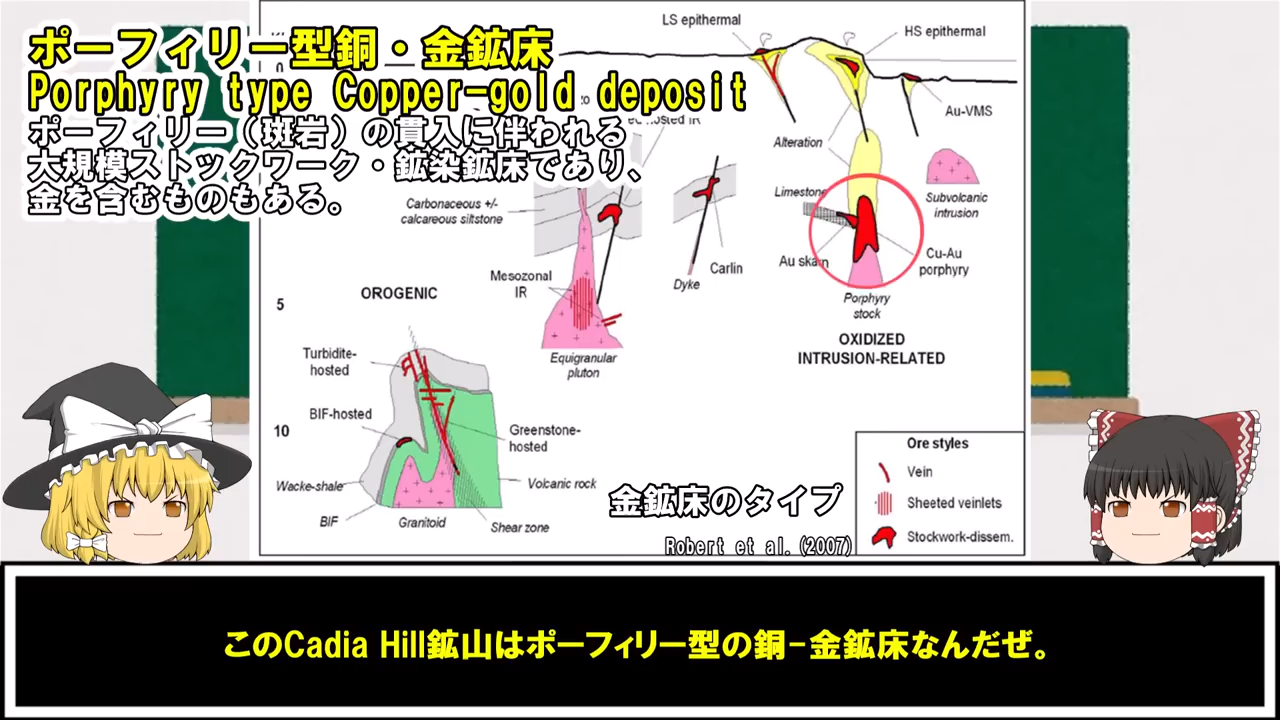 ポーフィリー型銅・金鉱床
Porphyry type Copper-gold deposit
ポーフィリー（斑岩）の貫入に伴われる
大規模ストックワーク・鉱染鉱床であり、
金を含むものもある。
LS epithermal
HS epithermal
Au-VMS
Alteration
Limestone
Subvolcanic
intrusion
Au skarn
Cu-Au
porphyry
Porphyry
stock
OXIDIZED
INTRUSION-RELATED
Carbonaceous +/-
calcareous siltstone
Carlin
Dyke
Mesozonal
IR
Equigranular
pluton
5
OROGENIC
Turbidite-
hosted
BIF-hosted
10
Greenstone-
hosted
Wacke-shale
Volcanic rock
BIF
Granitoid
Shear zone
Ore styles
Vein
Sheeted veinlets
Stockwork-dissem.
金鉱床のタイプ
Robert et al.(2007)
このCadia Hill鉱山はポーフィリー型の銅-金鉱床なんだぜ。